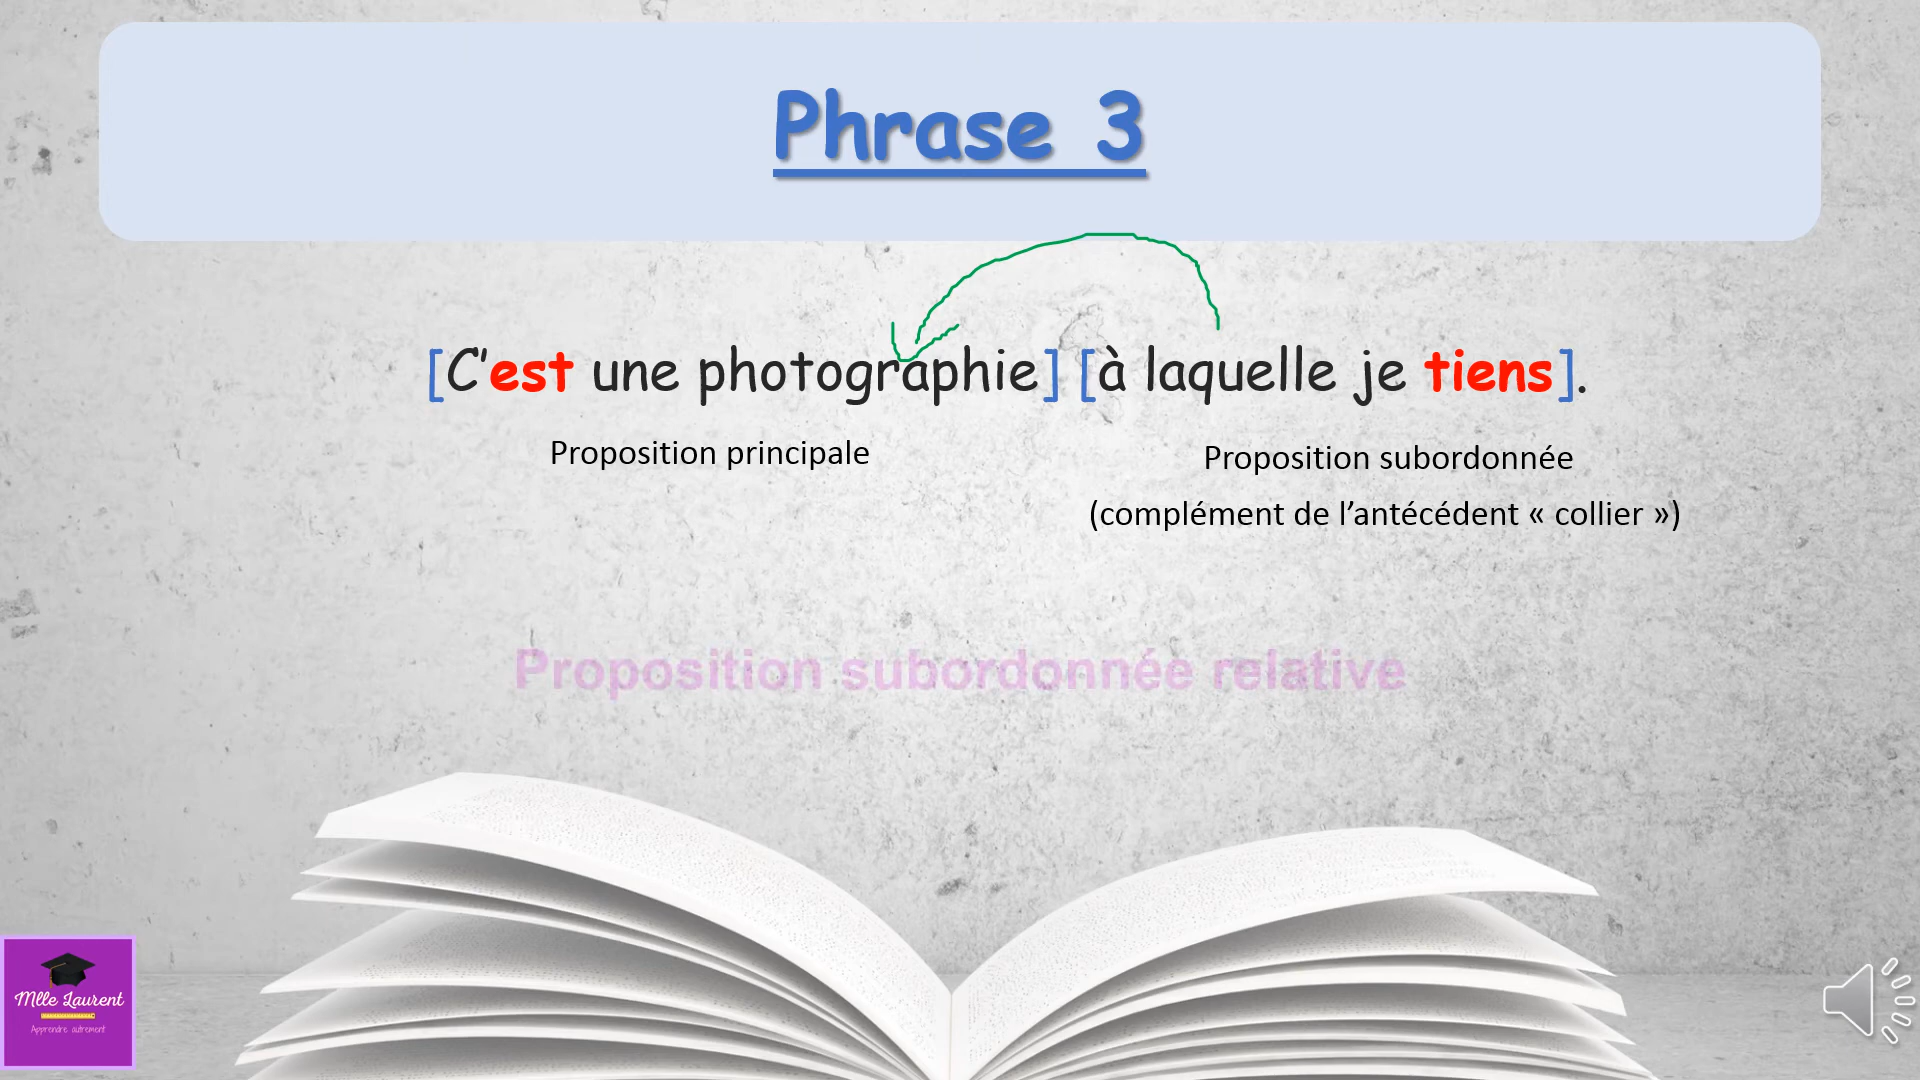 Phrase 3
[C'est une photographie] [à laquelle je tiens].
Proposition principale
Proposition subordonnée
(complément de l’antécédent « collier »)
Proposition subordonnée relative
Mlle Laurent
Apprendre autrement